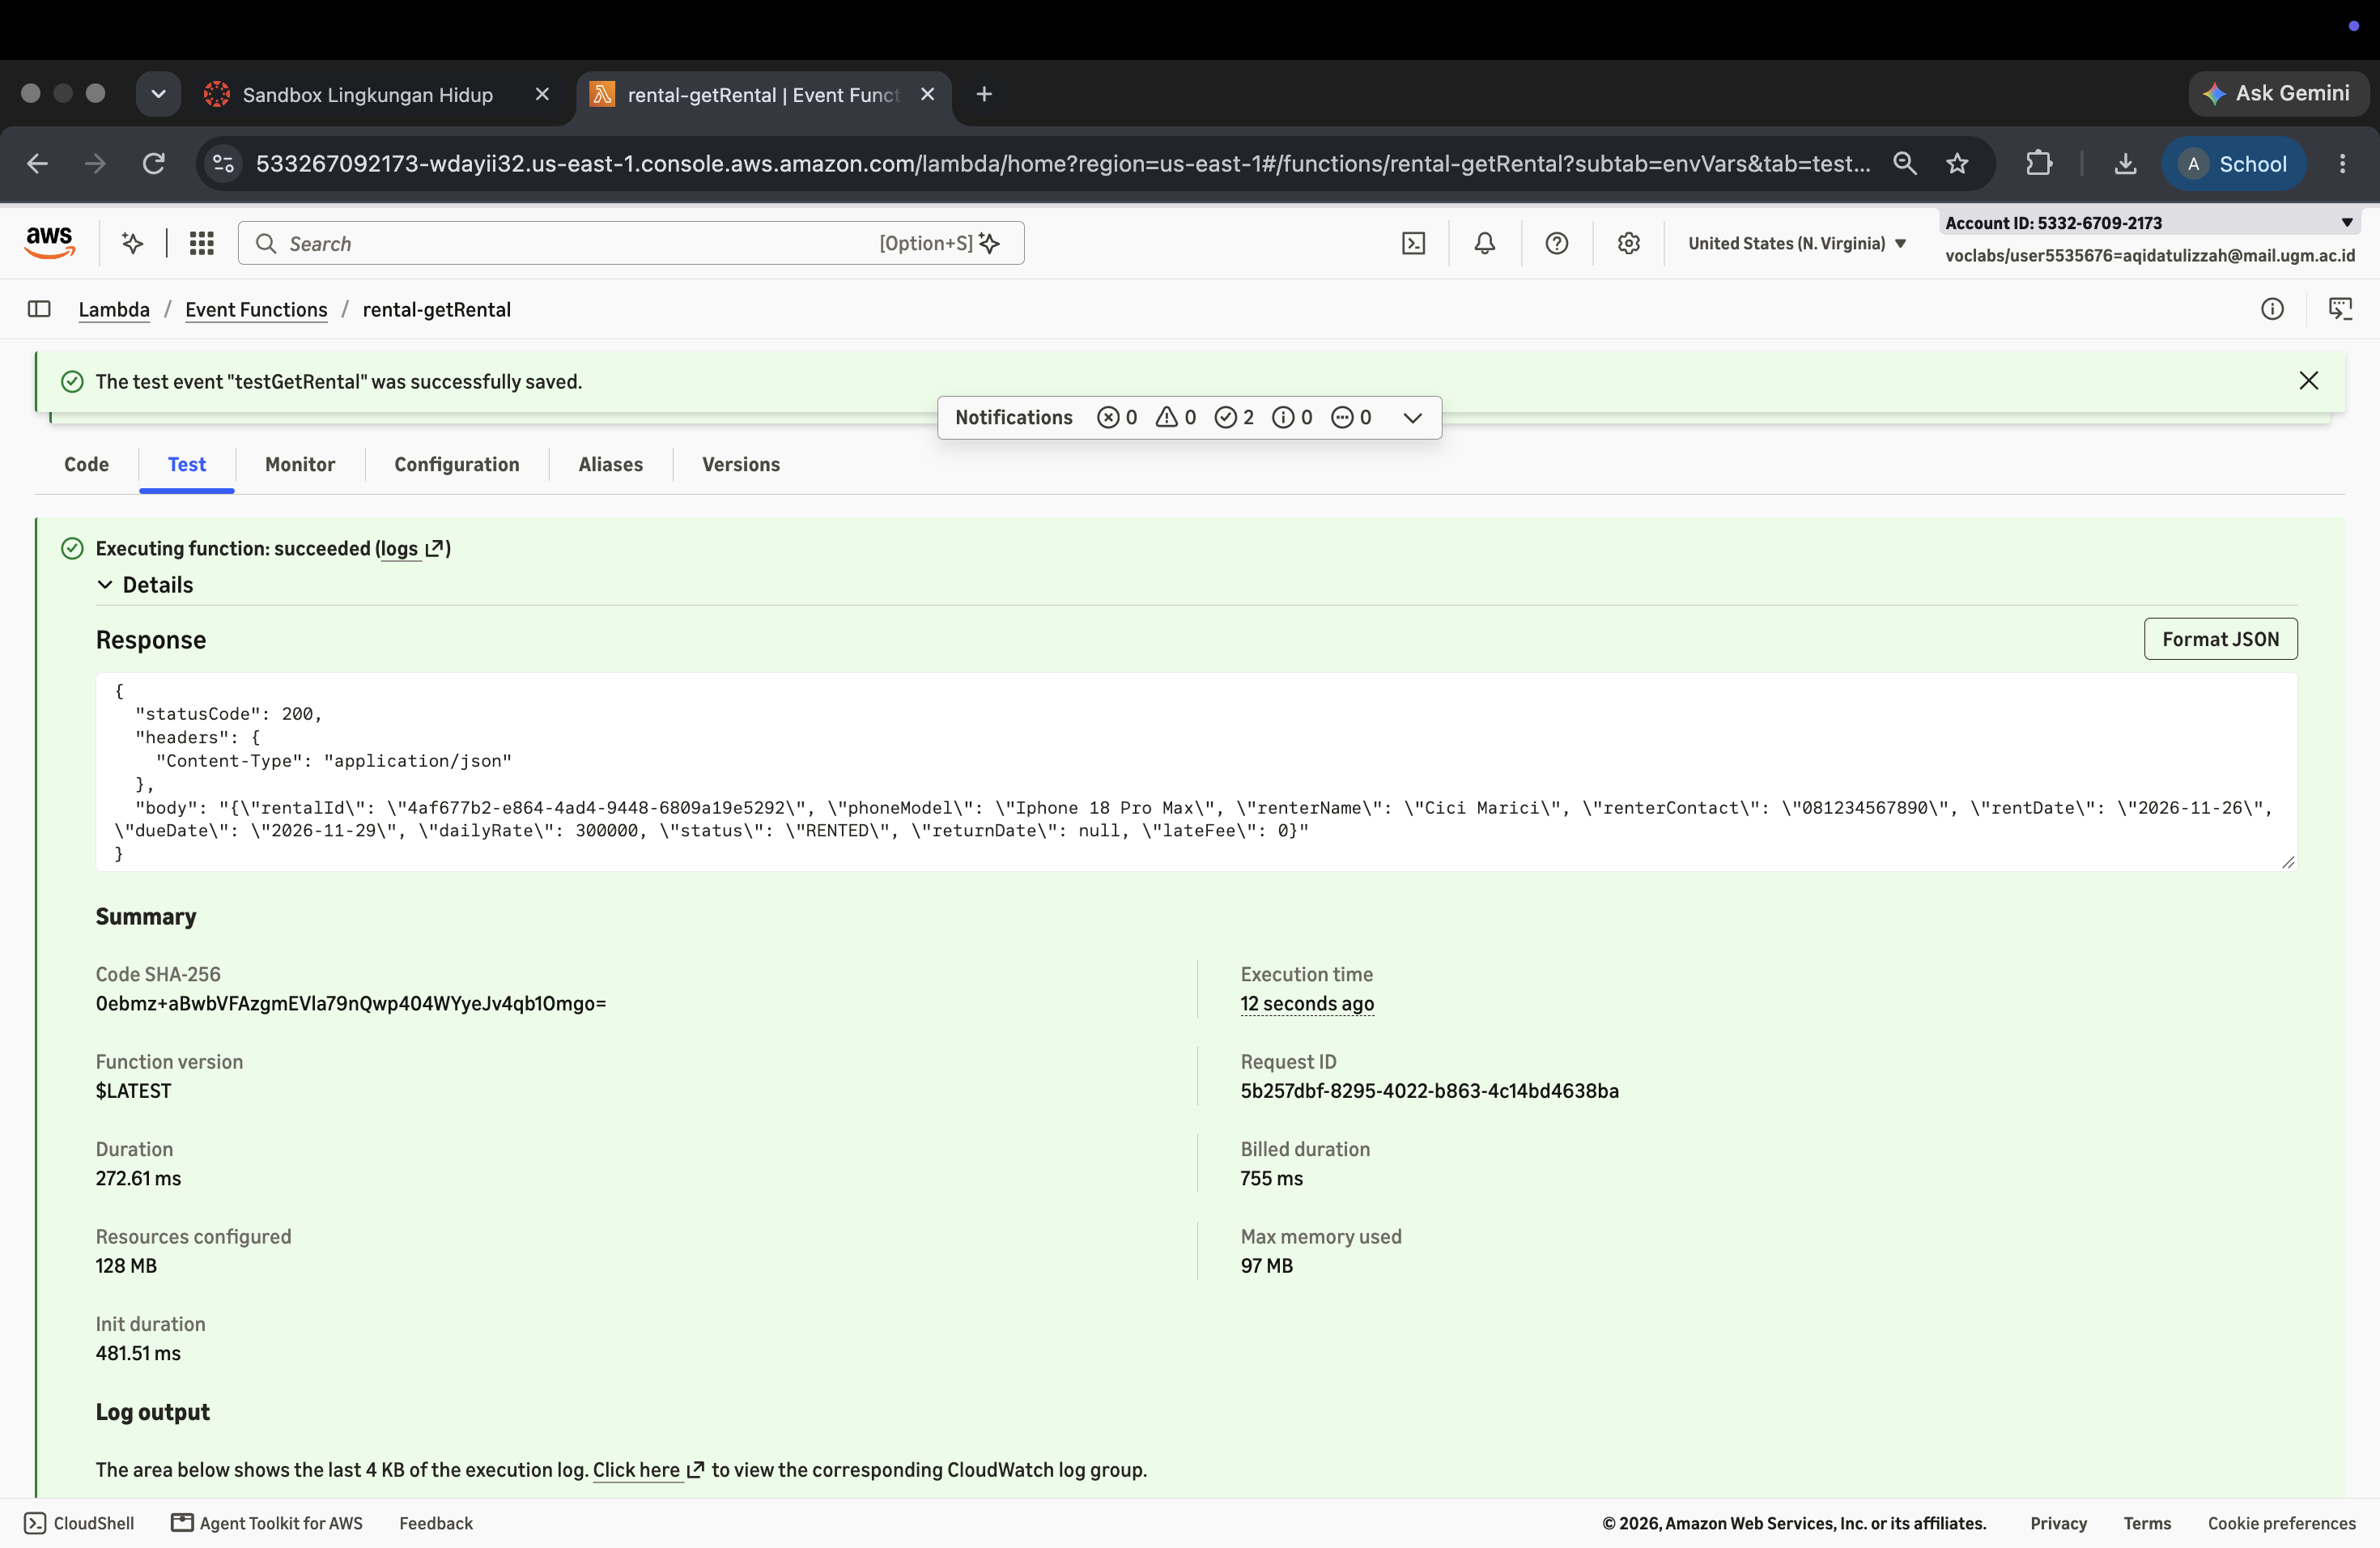 Sandbox Lingkungan Hidup
rental-getRental | Event Funct
Ask Gemini
533267092173-wdayii32.us-east-1.console.aws.amazon.com/lambda/home?region=us-east-1#/functions/rental-getRental?subtab=envVars&tab=test...
A School
aws
Search [Option+S]
United States (N. Virginia)
Account ID: 5332-6709-2173
voclabs/user5535676=aqidatulizzah@mail.ugm.ac.id
Lambda / Event Functions / rental-getRental
The test event "testGetRental" was successfully saved.
Notifications 0 0 2 0 0
Code Test Monitor Configuration Aliases Versions
Executing function: succeeded (logs )
Details
Response
Format JSON
{
"statusCode": 200,
"headers": {
"Content-Type": "application/json"
},
"body": "{\"rentalId\": \"4af677b2-e864-4ad4-9448-6809a19e5292\", \"phoneModel\": \"Iphone 18 Pro Max\", \"renterName\": \"Cici Marici\", \"renterContact\": \"081234567890\", \"rentDate\": \"2026-11-26\",
\"dueDate\": \"2026-11-29\", \"dailyRate\": 300000, \"status\": \"RENTED\", \"returnDate\": null, \"lateFee\": 0}"
}
Summary
Code SHA-256
0ebmz+aBwbVFAzgmEVla79nQwp404WYyeJv4qb1Omgo=
Execution time
12 seconds ago
Function version
$LATEST
Request ID
5b257dbf-8295-4022-b863-4c14bd4638ba
Duration
272.61 ms
Billed duration
755 ms
Resources configured
128 MB
Max memory used
97 MB
Init duration
481.51 ms
Log output
The area below shows the last 4 KB of the execution log. Click here to view the corresponding CloudWatch log group.
CloudShell Agent Toolkit for AWS Feedback
© 2026, Amazon Web Services, Inc. or its affiliates. Privacy Terms Cookie preferences